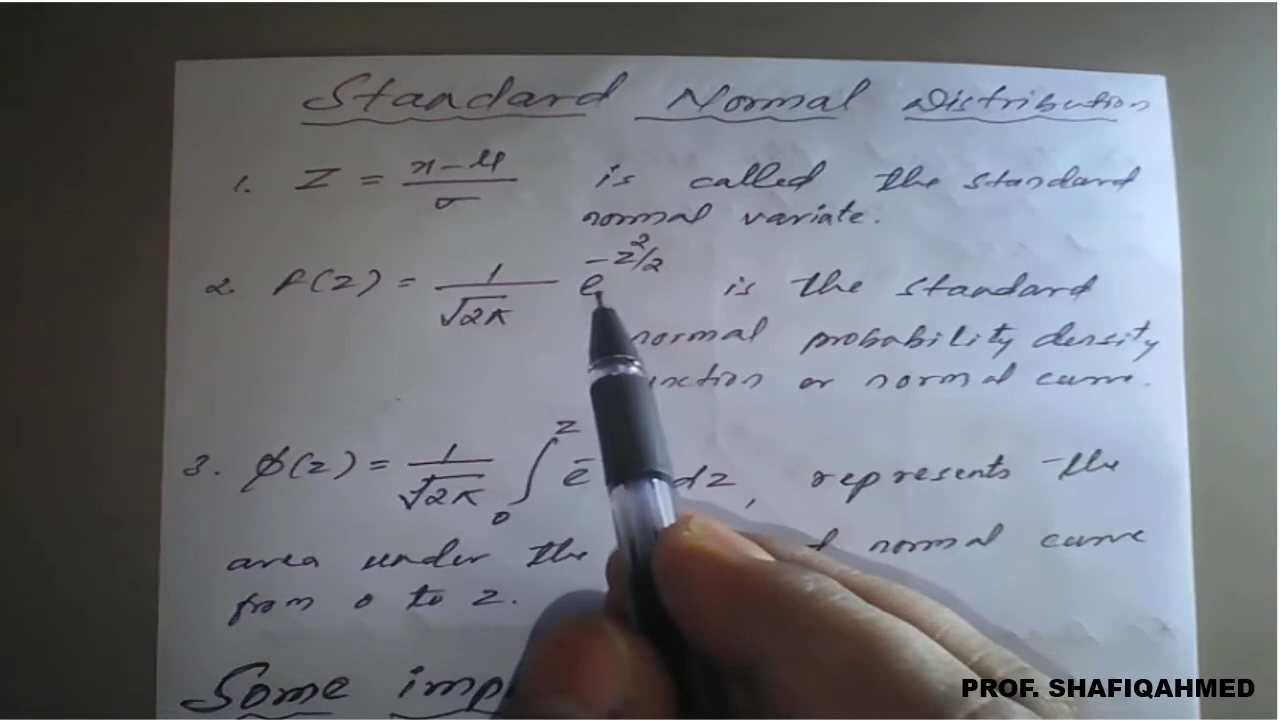 Standard Normal Distribution
1. Z = (x-μ)/σ is called the standard
normal variate.
2. f(z) = 1/√2π e^(-z²/2) is the standard
normal probability density
or normal curve.
3. φ(z) = 1/√2π ∫₀ᶻ e dz, represents the
area under the normal curve
from 0 to z.
Some
PROF. SHAFIQAHMED